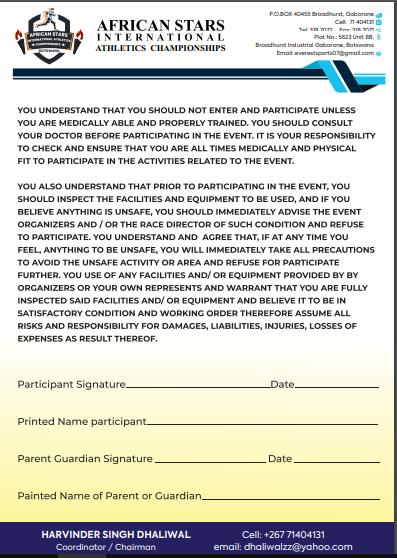 AFRICAN STARS
INTERNATIONAL
ATHLETICS CHAMPIONSHIPS
AFRICAN STARS
INTERNATIONAL ATHLETICS
CHAMPIONSHIPS
BOTSWANA
P.O.BOX 40455 Broadhurst, Gaborone
Cell: 71 404131
Plot No.: 5623 Unit 8B,
Broadhurst Industrial Gaborone, Botswana
Email: everestsports07@gmail.com
YOU UNDERSTAND THAT YOU SHOULD NOT ENTER AND PARTICIPATE UNLESS
YOU ARE MEDICALLY ABLE AND PROPERLY TRAINED. YOU SHOULD CONSULT
YOUR DOCTOR BEFORE PARTICIPATING IN THE EVENT. IT IS YOUR RESPONSIBILITY
TO CHECK AND ENSURE THAT YOU ARE ALL TIMES MEDICALLY AND PHYSICAL
FIT TO PARTICIPATE IN THE ACTIVITIES RELATED TO THE EVENT.
YOU ALSO UNDERSTAND THAT PRIOR TO PARTICIPATING IN THE EVENT, YOU
SHOULD INSPECT THE FACILITIES AND EQUIPMENT TO BE USED, AND IF YOU
BELIEVE ANYTHING IS UNSAFE, YOU SHOULD IMMEDIATELY ADVISE THE EVENT
ORGANIZERS AND / OR THE RACE DIRECTOR OF SUCH CONDITION AND REFUSE
TO PARTICIPATE. YOU UNDERSTAND AND AGREE THAT, IF AT ANY TIME YOU
FEEL, ANYTHING TO BE UNSAFE, YOU WILL IMMEDIATELY TAKE ALL PRECAUTIONS
TO AVOID THE UNSAFE ACTIVITY OR AREA AND REFUSE FOR PARTICIPATE
FURTHER. YOU USE OF ANY FACILITIES AND/ OR EQUIPMENT PROVIDED BY BY
ORGANIZERS OR YOUR OWN REPRESENTS AND WARRANT THAT YOU ARE FULLY
INSPECTED SAID FACILITIES AND/ OR EQUIPMENT AND BELIEVE IT TO BE IN
SATISFACTORY CONDITION AND WORKING ORDER THEREFORE ASSUME ALL
RISKS AND RESPONSIBILITY FOR DAMAGES, LIABILITIES, INJURIES, LOSSES OF
EXPENSES AS RESULT THEREOF.
Participant Signature Date
Printed Name participant
Parent Guardian Signature Date
Painted Name of Parent or Guardian
HARVINDER SINGH DHALIWAL
Coordinator / Chairman
Cell: +267 71404131
email: dhaliwalzz@yahoo.com